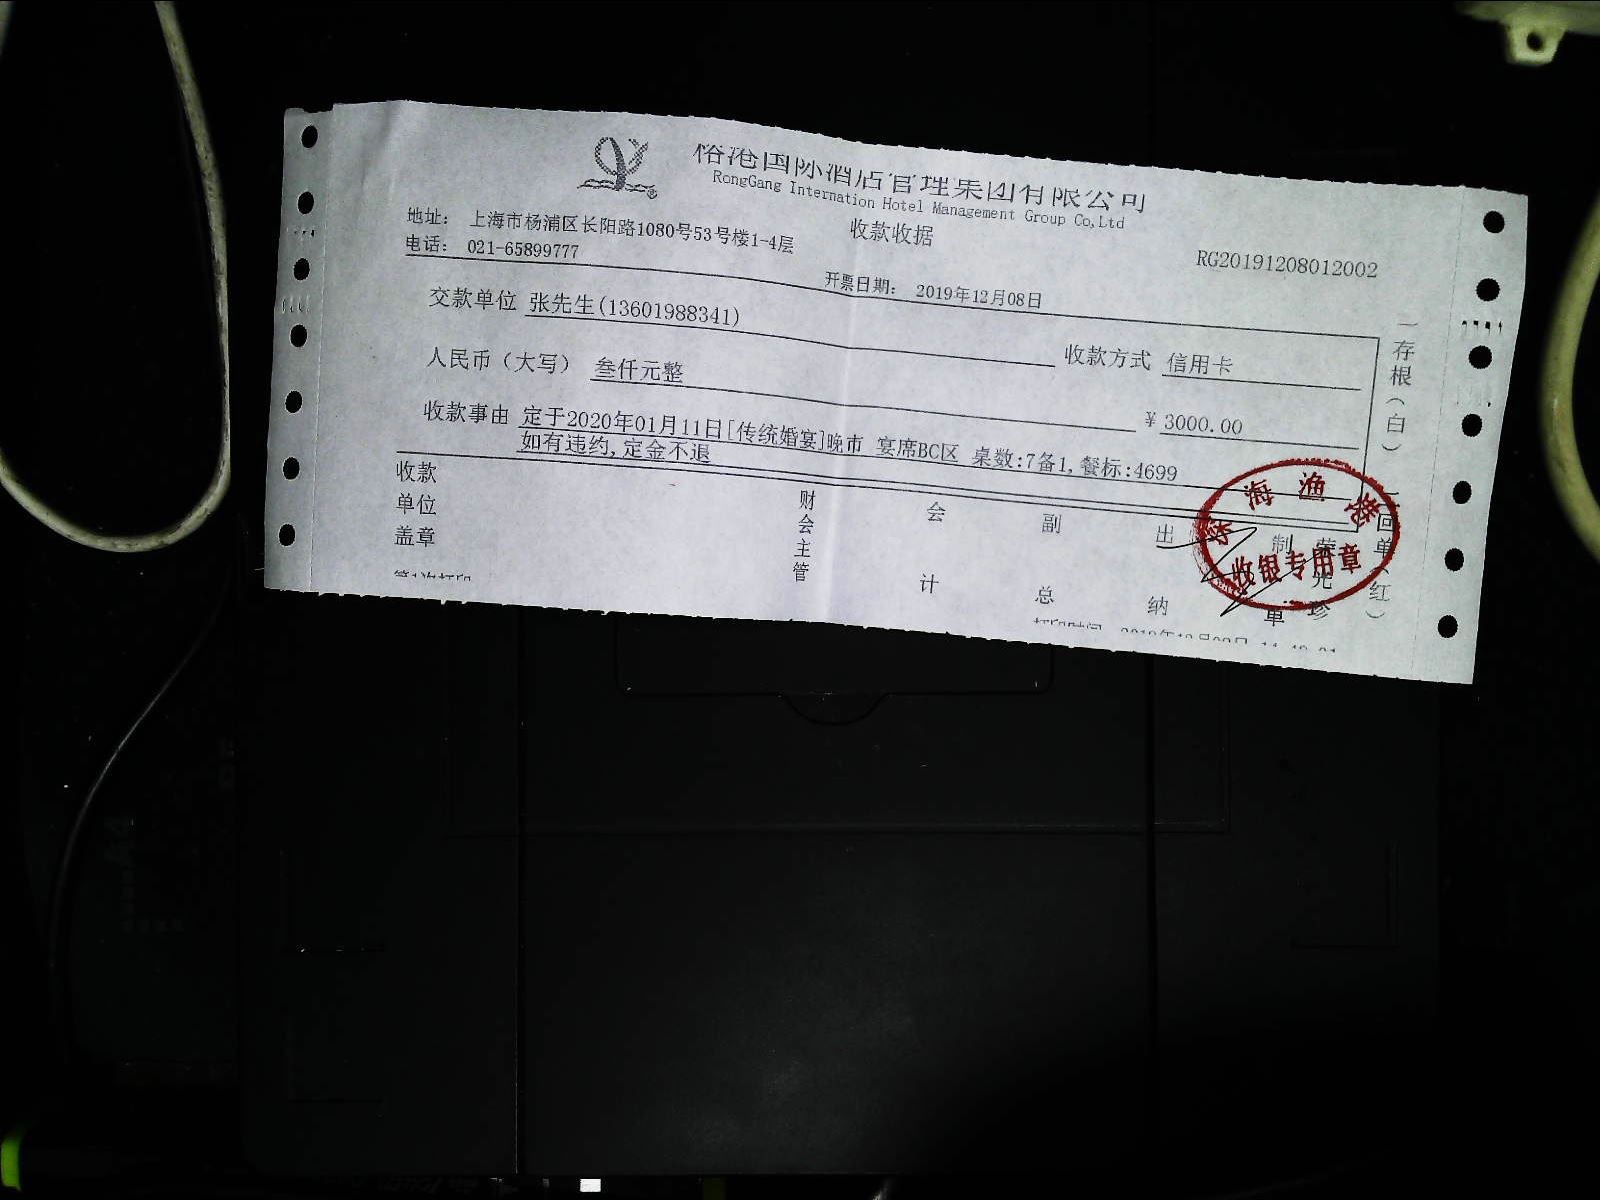 国际酒店管理集团有限公司
RongGang Internation Hotel Management Group Co,Ltd
收款收据
地址： 上海市杨浦区长阳路1080号53号楼1-4层
电话： 021-65899777
RG20191208012002
开票日期： 2019年12月08日
交款单位 张先生(13601988341)
收款方式 信用卡
人民币（大写） 叁仟元整
¥ 3000.00
收款事由 定于2020年01月11日[传统婚宴]晚市 宴席BC区 桌数:7备1,餐标:4699
如有违约,定金不退
一存根（白）
回单（红）
收款
单位
盖章
财会主管
会计
副总
出纳
制单
海渔港
收银专用章